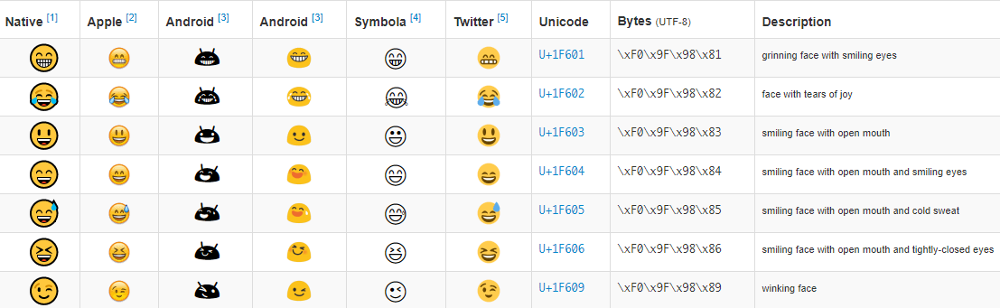 Native [1] Apple [2] Android [3] Android [3] Symbola [4] Twitter [5] Unicode Bytes (UTF-8) Description
U+1F601 \xF0\x9F\x98\x81 grinning face with smiling eyes
U+1F602 \xF0\x9F\x98\x82 face with tears of joy
U+1F603 \xF0\x9F\x98\x83 smiling face with open mouth
U+1F604 \xF0\x9F\x98\x84 smiling face with open mouth and smiling eyes
U+1F605 \xF0\x9F\x98\x85 smiling face with open mouth and cold sweat
U+1F606 \xF0\x9F\x98\x86 smiling face with open mouth and tightly-closed eyes
U+1F609 \xF0\x9F\x98\x89 winking face